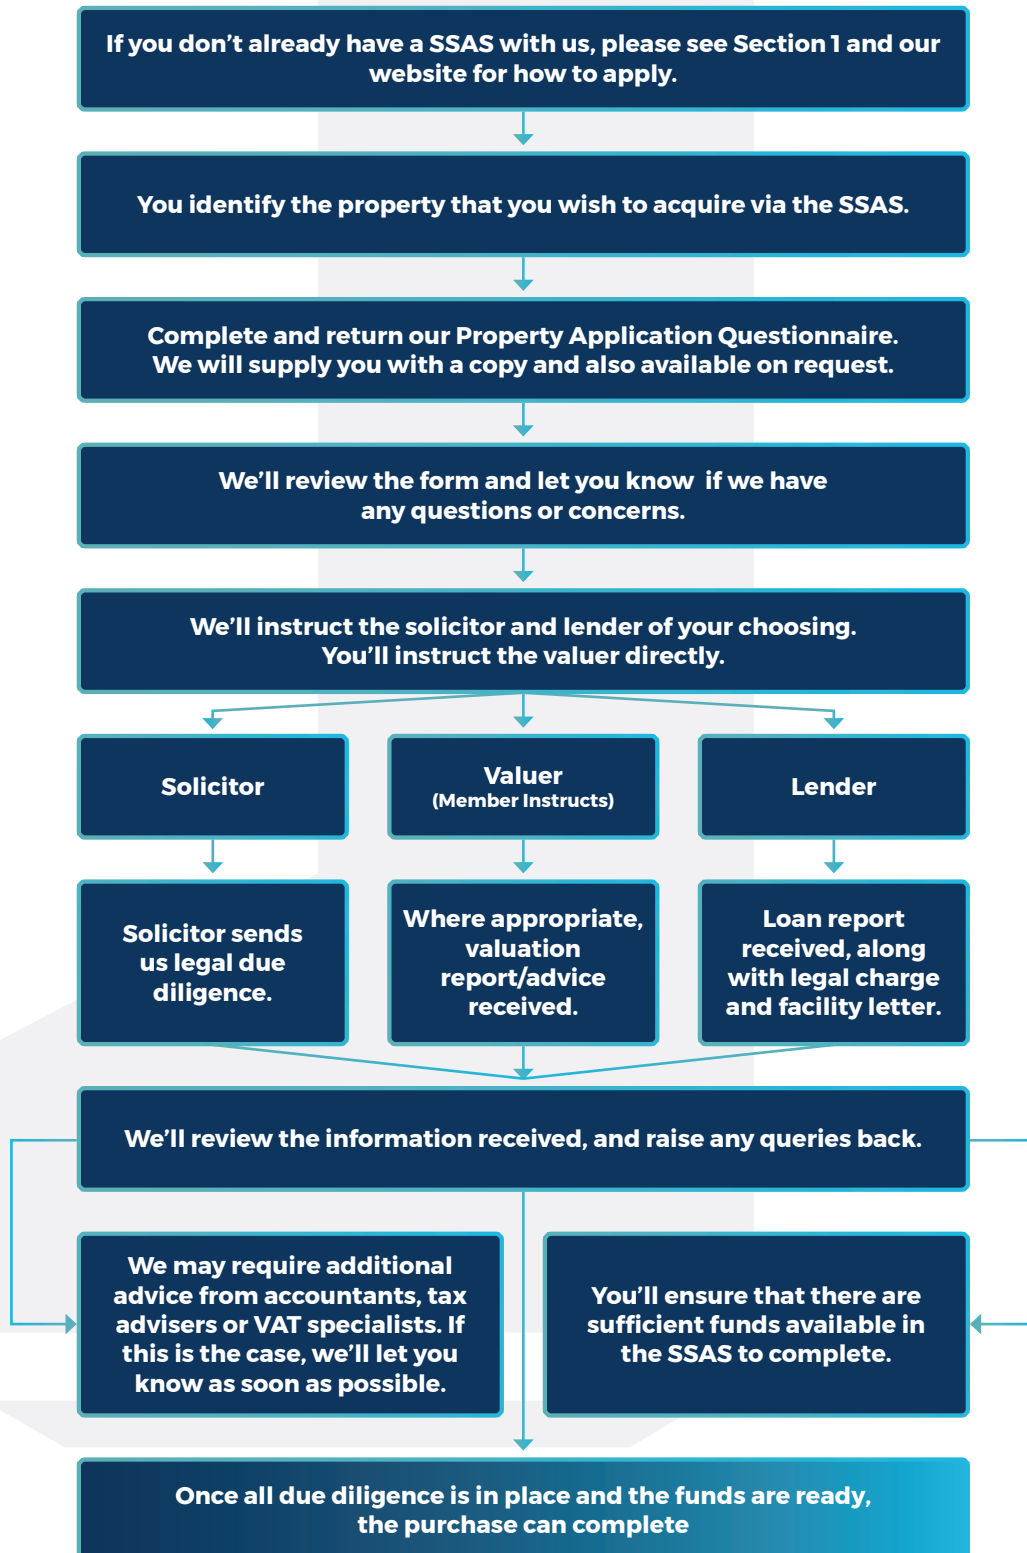 If you don’t already have a SSAS with us, please see Section 1 and our
website for how to apply.
You identify the property that you wish to acquire via the SSAS.
Complete and return our Property Application Questionnaire.
We will supply you with a copy and also available on request.
We’ll review the form and let you know if we have
any questions or concerns.
We’ll instruct the solicitor and lender of your choosing.
You’ll instruct the valuer directly.
Solicitor
Valuer
(Member Instructs)
Lender
Solicitor sends
us legal due
diligence.
Where appropriate,
valuation
report/advice
received.
Loan report
received, along
with legal charge
and facility letter.
We’ll review the information received, and raise any queries back.
We may require additional
advice from accountants, tax
advisers or VAT specialists. If
this is the case, we’ll let you
know as soon as possible.
You’ll ensure that there are
sufficient funds available in
the SSAS to complete.
Once all due diligence is in place and the funds are ready,
the purchase can complete